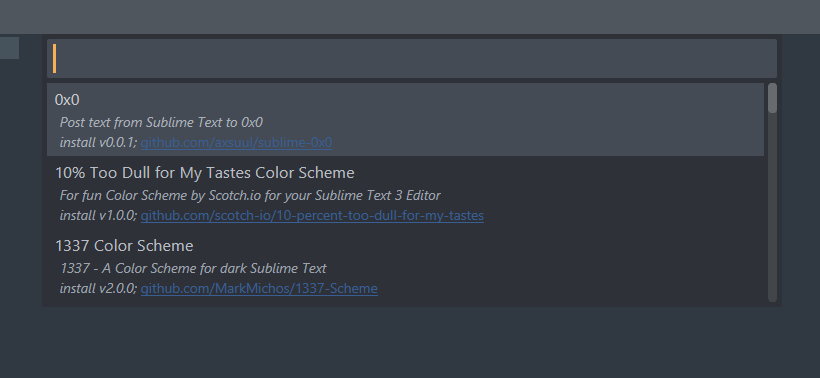 0x0
Post text from Sublime Text to 0x0
install v0.0.1; github.com/axsuul/sublime-0x0
10% Too Dull for My Tastes Color Scheme
For fun Color Scheme by Scotch.io for your Sublime Text 3 Editor
install v1.0.0; github.com/scotch-io/10-percent-too-dull-for-my-tastes
1337 Color Scheme
1337 - A Color Scheme for dark Sublime Text
install v2.0.0; github.com/MarkMichos/1337-Scheme